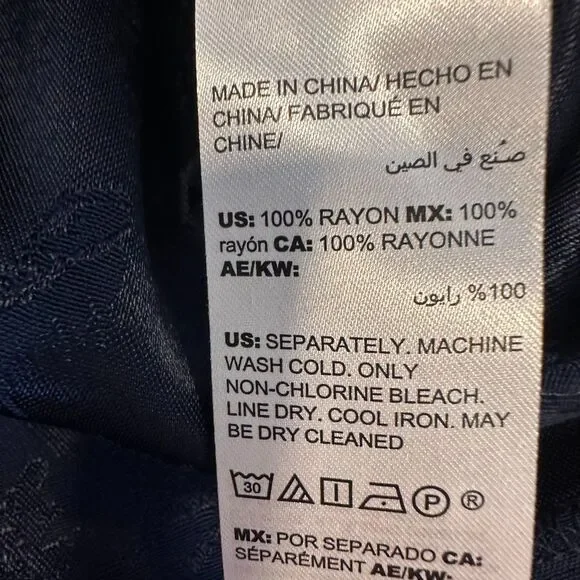 MADE IN CHINA/ HECHO EN
CHINA/ FABRIQUÉ EN
CHINE/
صُنع في الصين
US: 100% RAYON MX: 100%
rayón CA: 100% RAYONNE
AE/KW:
100% رايون
US: SEPARATELY. MACHINE
WASH COLD. ONLY
NON-CHLORINE BLEACH.
LINE DRY. COOL IRON. MAY
BE DRY CLEANED
30 P ®
MX: POR SEPARADO CA:
SÉPARÉMENT AE/KW: